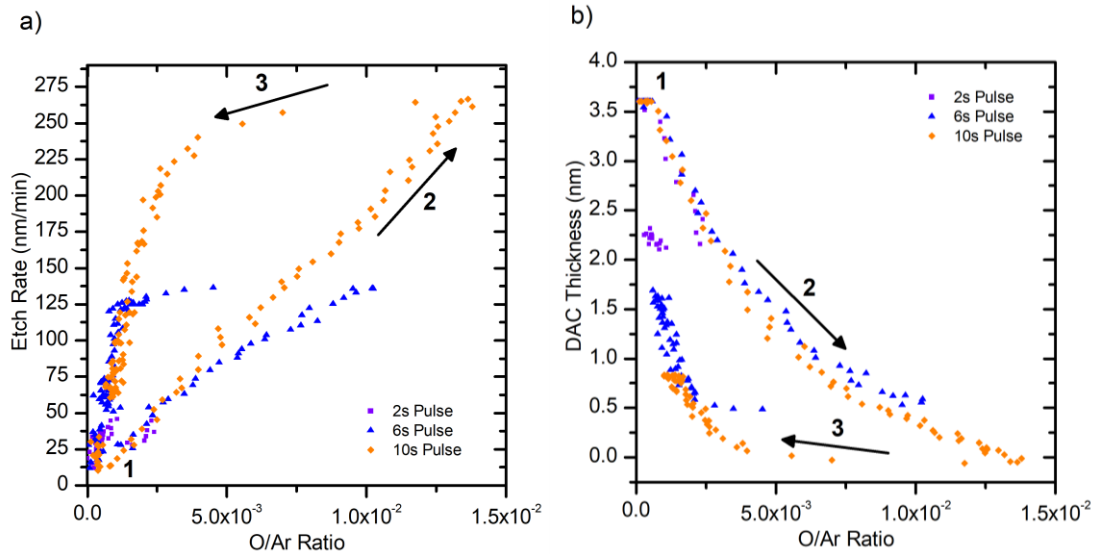 a)
Etch Rate (nm/min)
275
250
225
200
175
150
125
100
75
50
25
0
3
2
1
2s Pulse
6s Pulse
10s Pulse
0.0 5.0x10⁻³ 1.0x10⁻² 1.5x10⁻²
O/Ar Ratio
b)
DAC Thickness (nm)
4.0
3.5
3.0
2.5
2.0
1.5
1.0
0.5
0.0
1
2
3
2s Pulse
6s Pulse
10s Pulse
0.0 5.0x10⁻³ 1.0x10⁻² 1.5x10⁻²
O/Ar Ratio